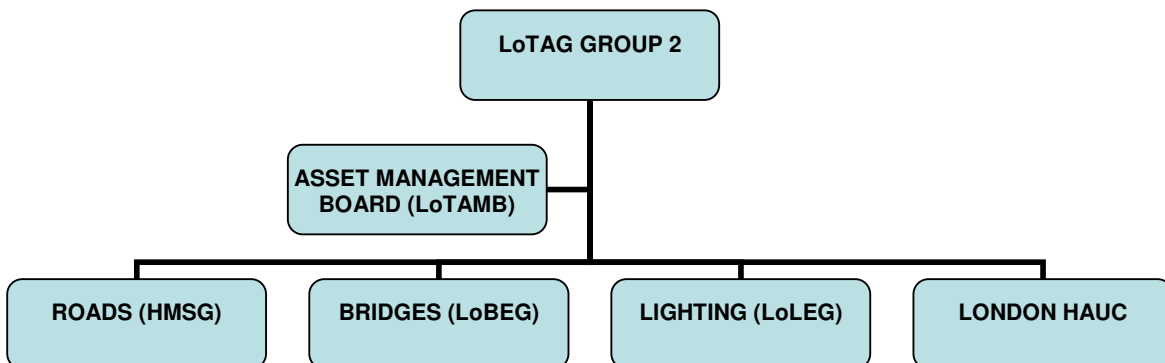 LoTAG GROUP 2
ASSET MANAGEMENT
BOARD (LoTAMB)
ROADS (HMSG)
BRIDGES (LoBEG)
LIGHTING (LoLEG)
LONDON HAUC